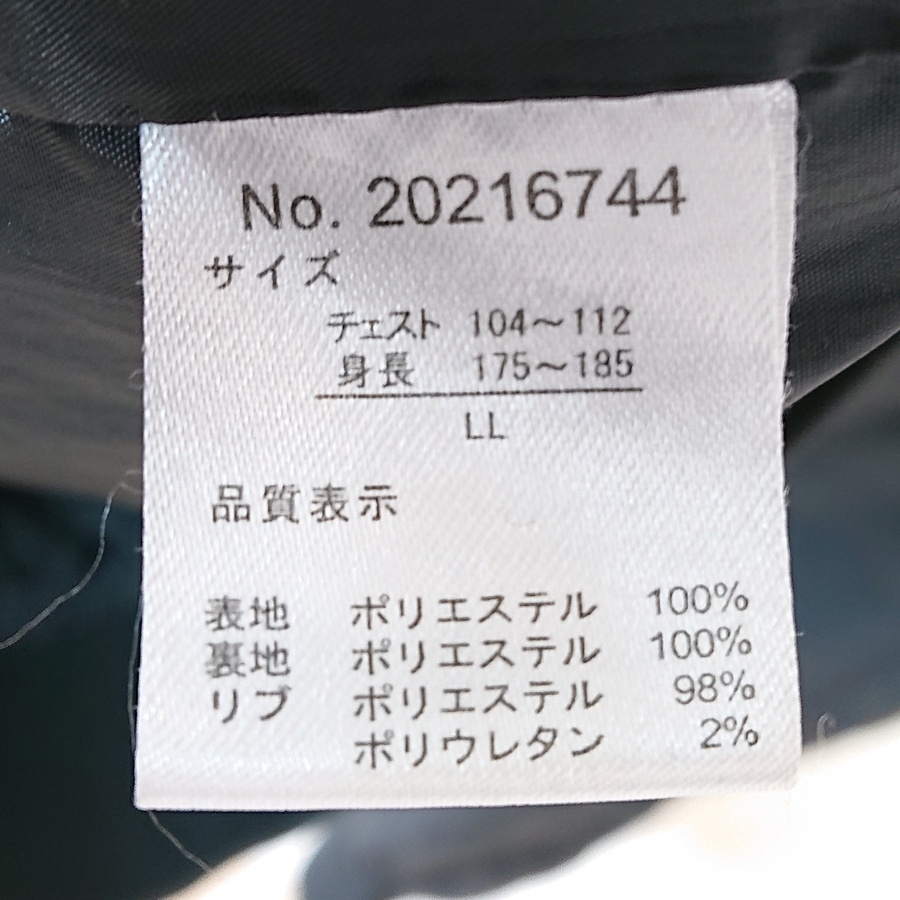 No. 20216744
サイズ
チェスト 104～112
身長 175～185
LL
品質表示
表地 ポリエステル 100%
裏地 ポリエステル 100%
リブ ポリエステル 98%
ポリウレタン 2%